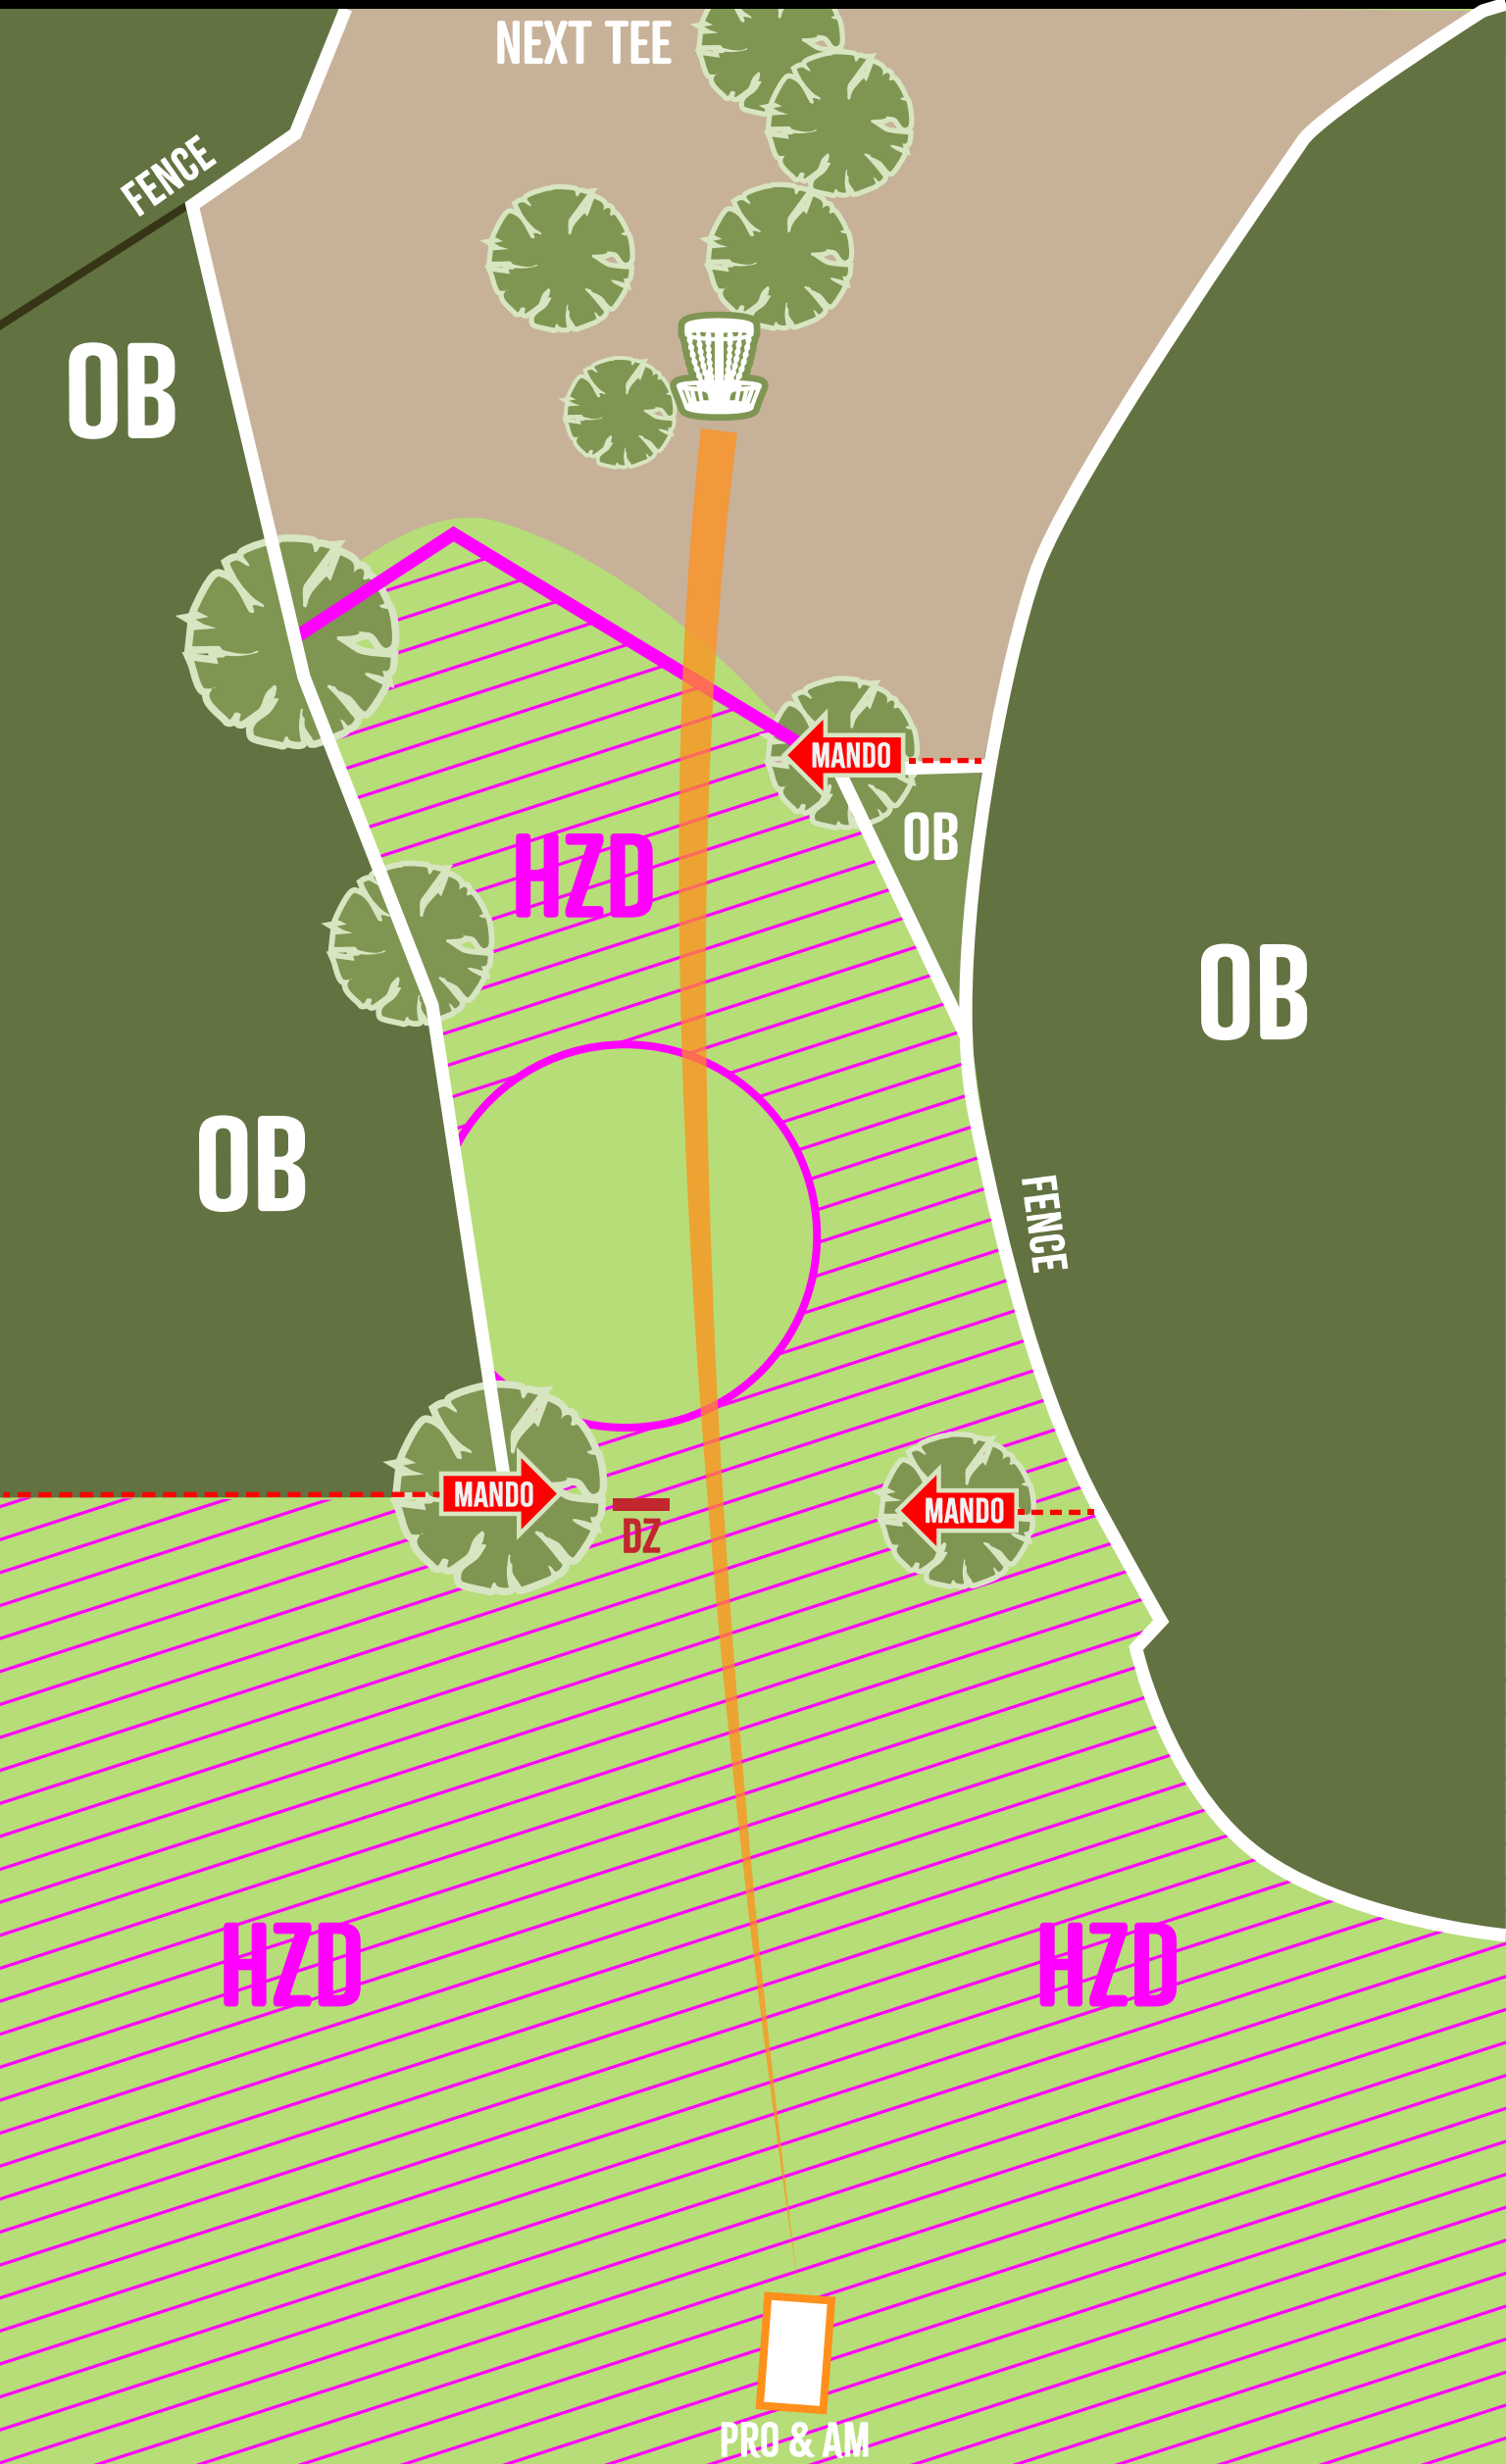 NEXT TEE
FENCE
OB
MANDO
OB
HZD
OB
OB
FENCE
MANDO
MANDO
DZ
HZD
HZD
PRO & AM